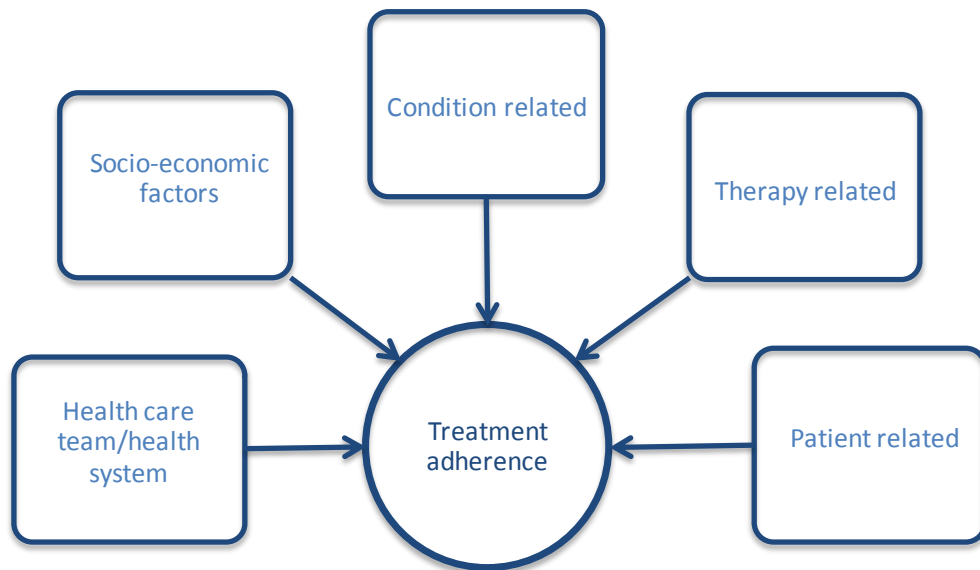 Condition related
Socio-economic
factors
Therapy related
Health care
team/health
system
Treatment
adherence
Patient related